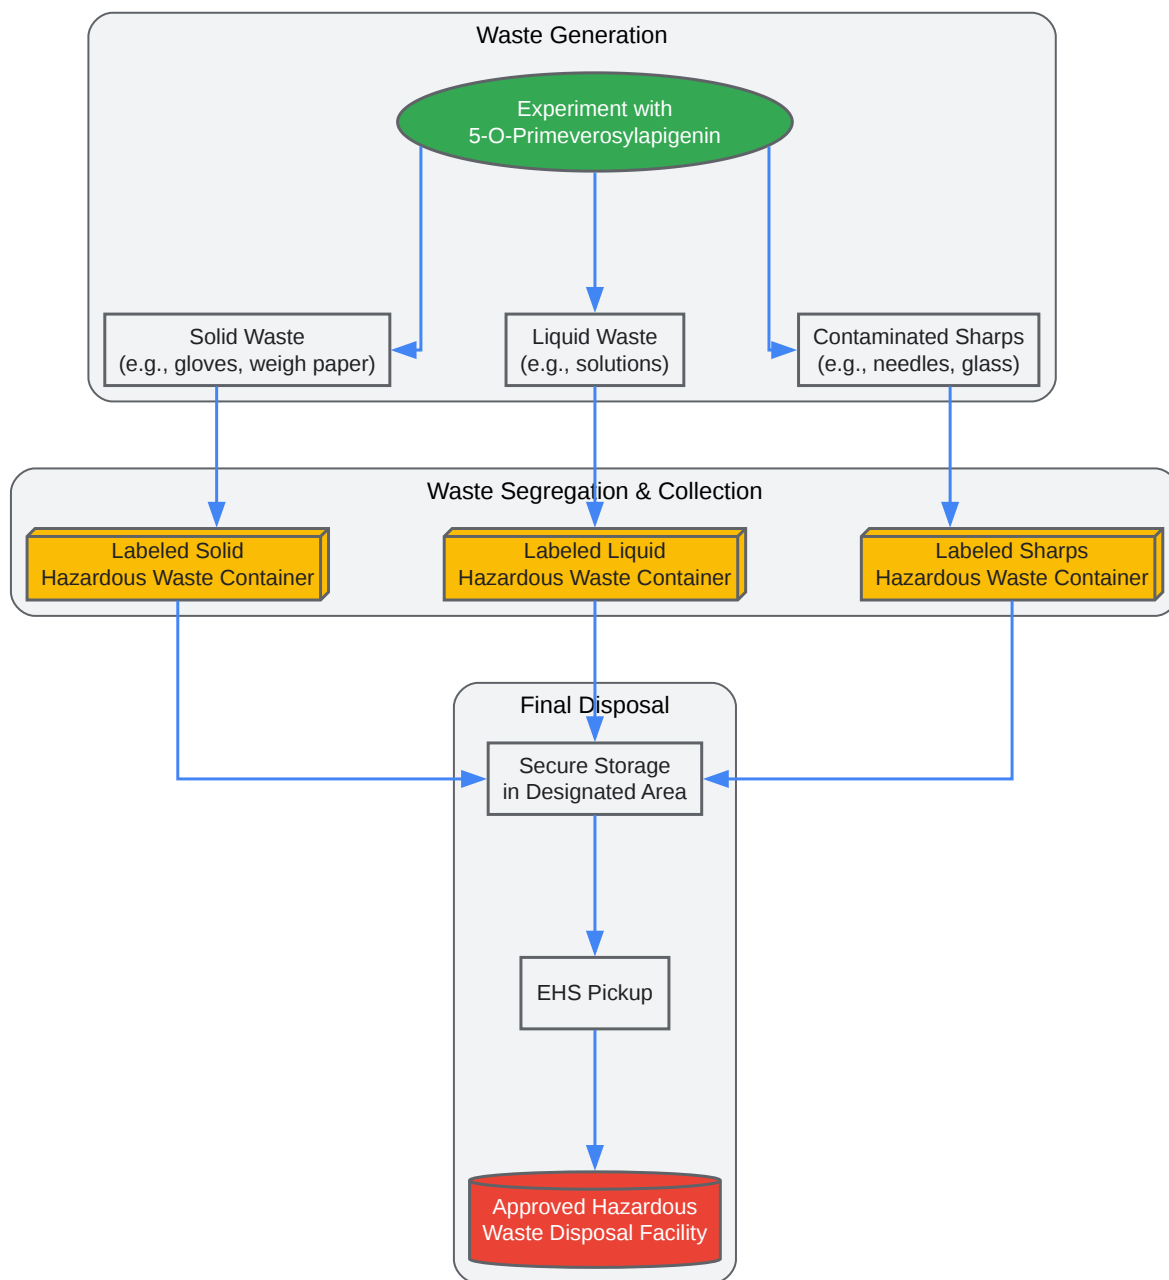 Waste Generation
Experiment with
5-O-Primeverosylapigenin
Solid Waste
(e.g., gloves, weigh paper)
Liquid Waste
(e.g., solutions)
Contaminated Sharps
(e.g., needles, glass)
Waste Segregation & Collection
Labeled Solid
Hazardous Waste Container
Labeled Liquid
Hazardous Waste Container
Labeled Sharps
Hazardous Waste Container
Final Disposal
Secure Storage
in Designated Area
EHS Pickup
Approved Hazardous
Waste Disposal Facility